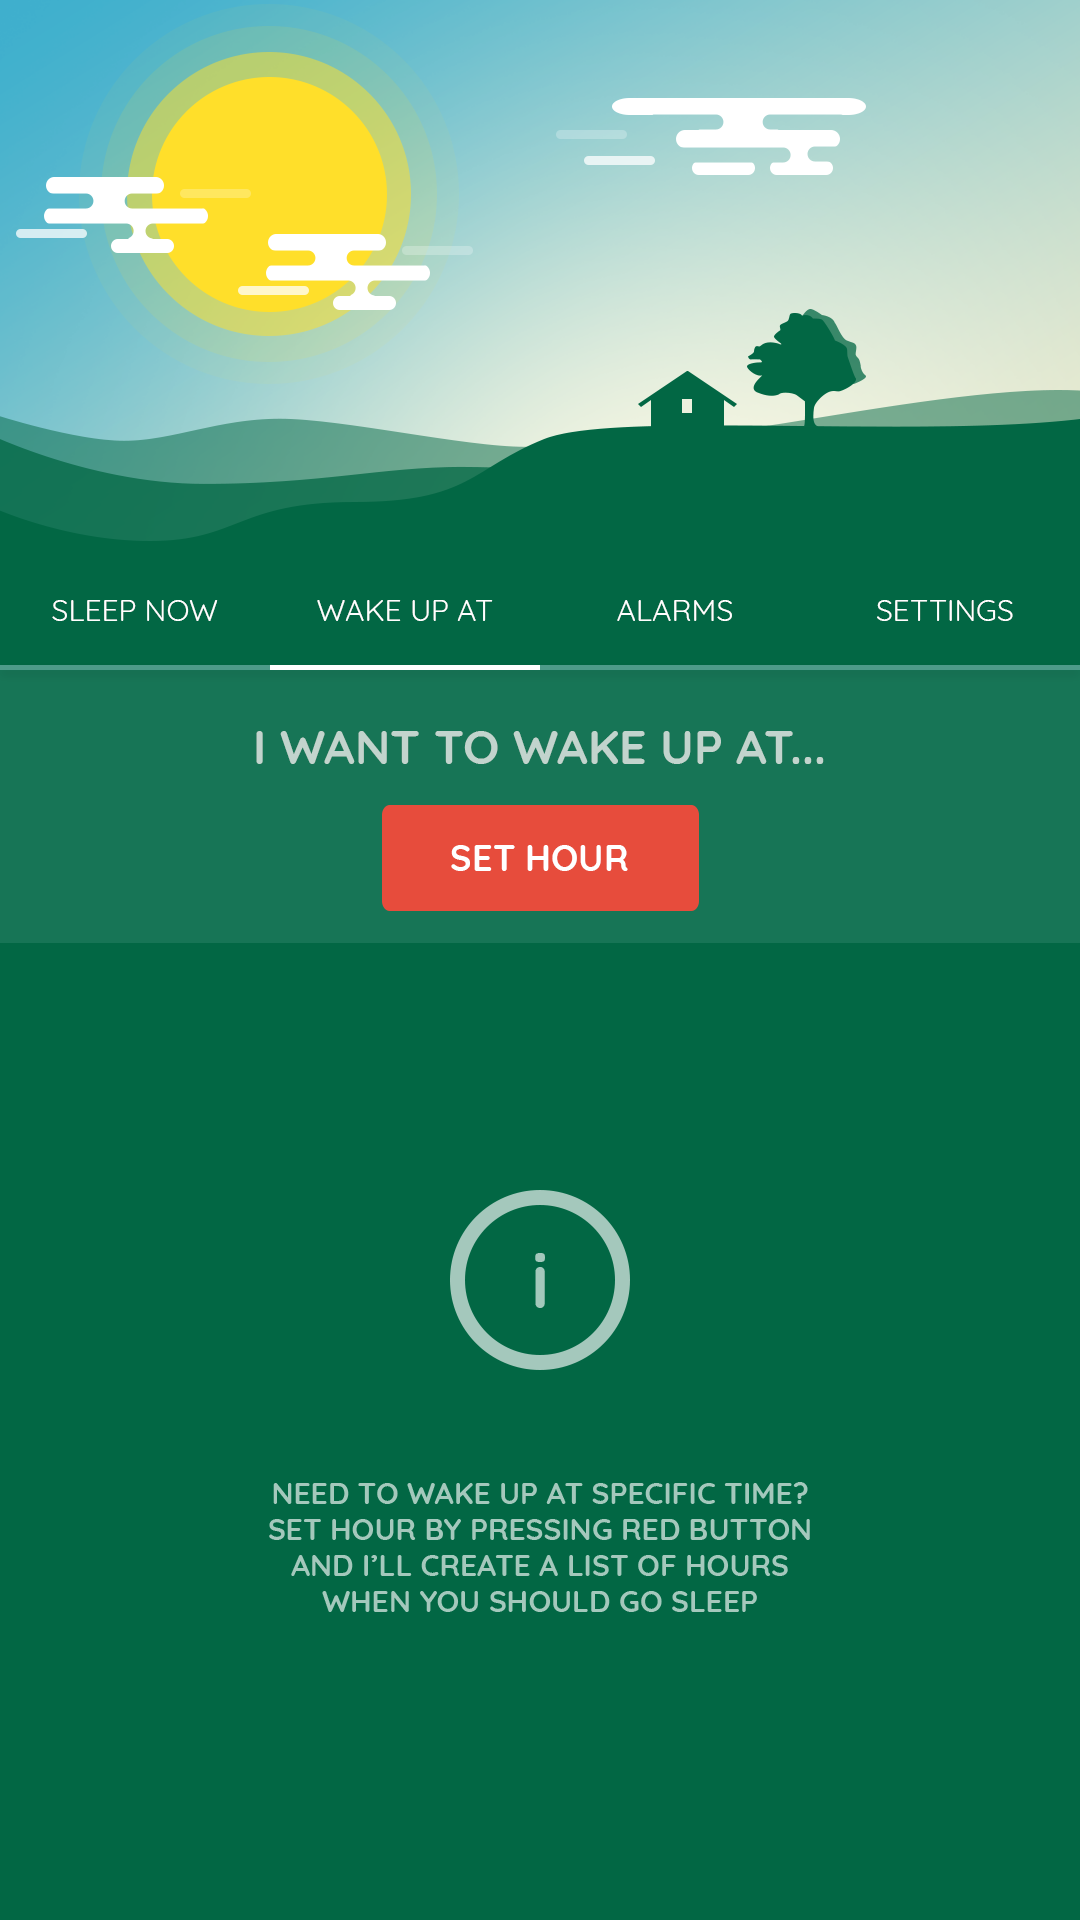 SLEEP NOW
WAKE UP AT
ALARMS
SETTINGS
I WANT TO WAKE UP AT...
SET HOUR
i
NEED TO WAKE UP AT SPECIFIC TIME?
SET HOUR BY PRESSING RED BUTTON
AND I’LL CREATE A LIST OF HOURS
WHEN YOU SHOULD GO SLEEP